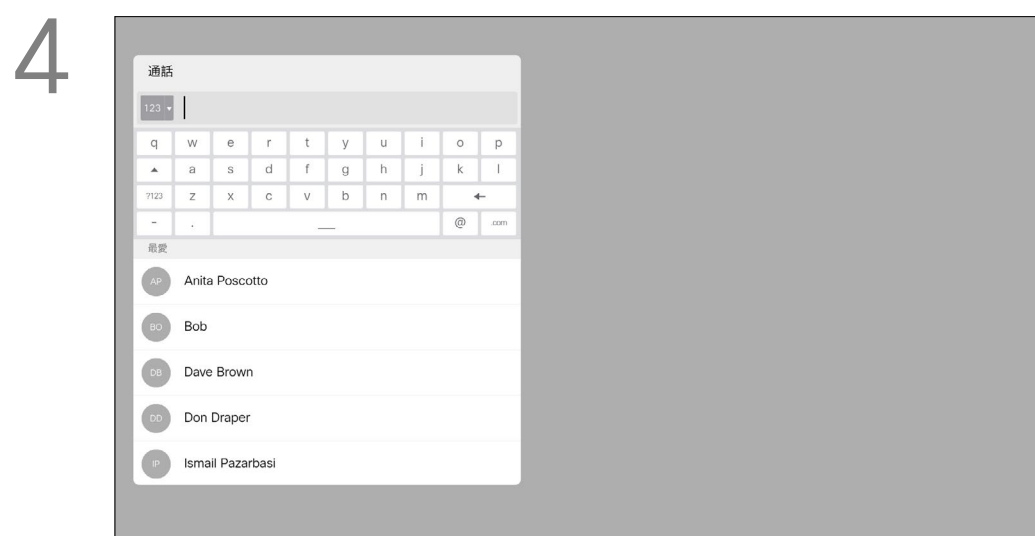 4
通話
123
q w e r t y u i o p
a s d f g h j k l
?123 z x c v b n m
- . @ .com
最愛
AP Anita Poscotto
BO Bob
DB Dave Brown
DD Don Draper
IP Ismail Pazarbasi